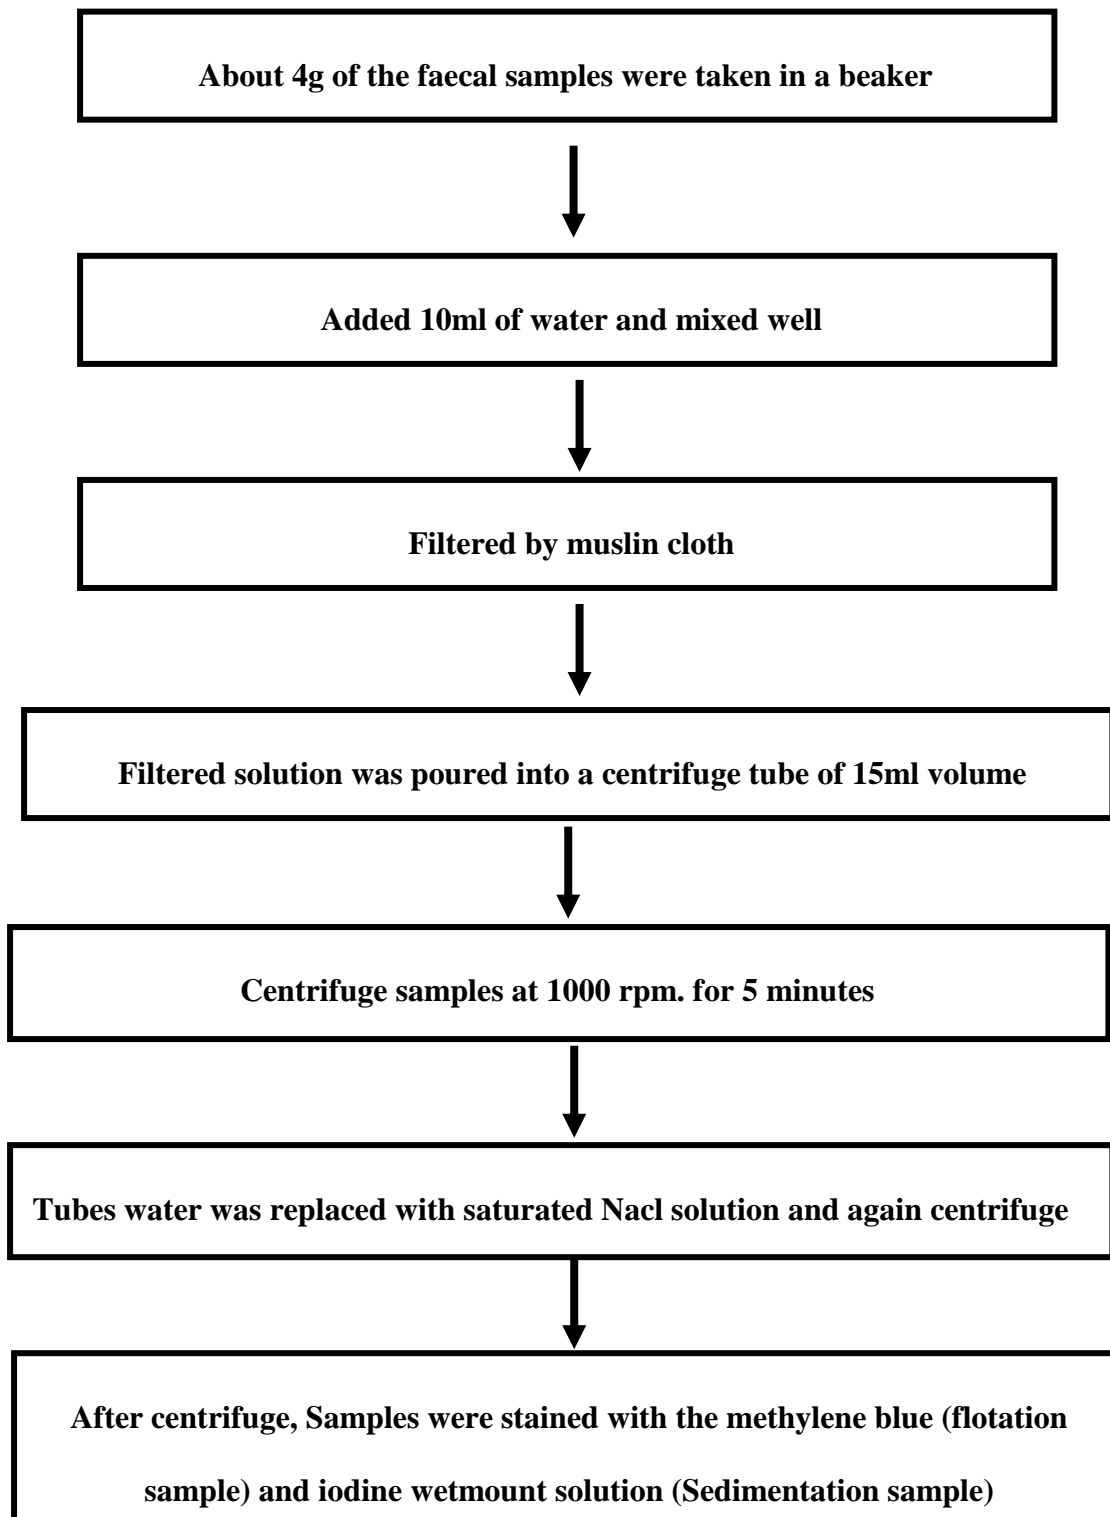 About 4g of the faecal samples were taken in a beaker
Added 10ml of water and mixed well
Filtered by muslin cloth
Filtered solution was poured into a centrifuge tube of 15ml volume
Centrifuge samples at 1000 rpm. for 5 minutes
Tubes water was replaced with saturated Nacl solution and again centrifuge
After centrifuge, Samples were stained with the methylene blue (flotation
sample) and iodine wetmount solution (Sedimentation sample)